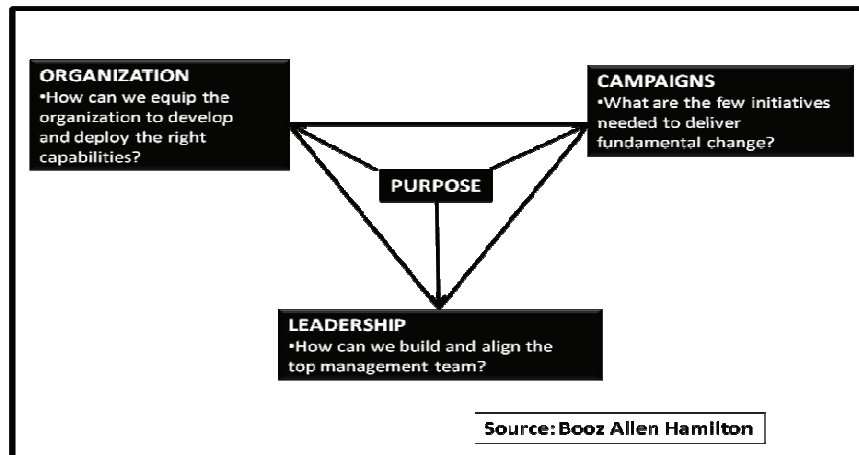 ORGANIZATION
•How can we equip the
organization to develop
and deploy the right
capabilities?
CAMPAIGNS
•What are the few initiatives
needed to deliver
fundamental change?
PURPOSE
LEADERSHIP
•How can we build and align the
top management team?
Source: Booz Allen Hamilton